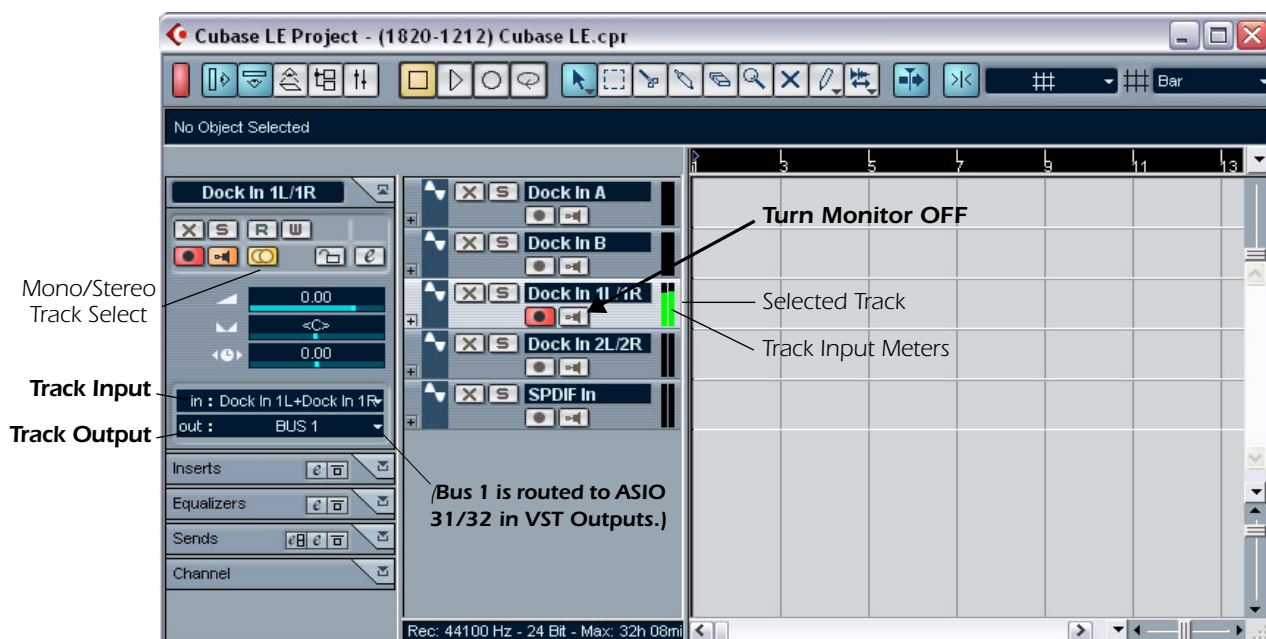 Cubase LE Project - (1820-1212) Cubase LE.cpr
Bar
No Object Selected
1 3 5 7 9 11 13
Dock In 1L/1R
X S R W
e
0.00
<C>
0.00
in : Dock In 1L+Dock In 1R
out : BUS 1
Inserts e
Equalizers e
Sends e e
Channel
X S Dock In A
X S Dock In B
X S Dock In 1L/1R
X S Dock In 2L/2R
X S SPDIF In
Rec: 44100 Hz - 24 Bit - Max: 32h 08mi
Mono/Stereo
Track Select
Track Input
Track Output
Turn Monitor OFF
Selected Track
Track Input Meters
(Bus 1 is routed to ASIO
31/32 in VST Outputs.)